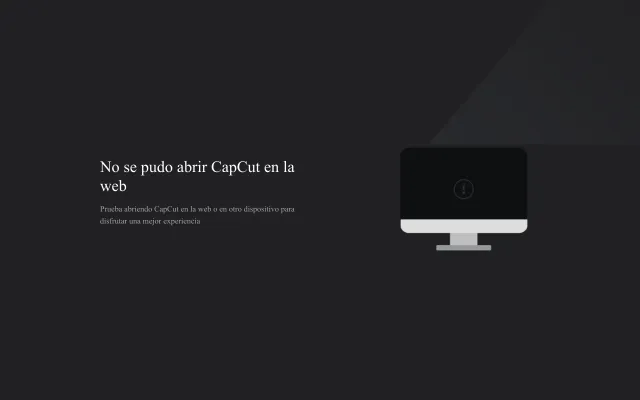 No se pudo abrir CapCut en la
web
Prueba abriendo CapCut en la web o en otro dispositivo para
disfrutar una mejor experiencia